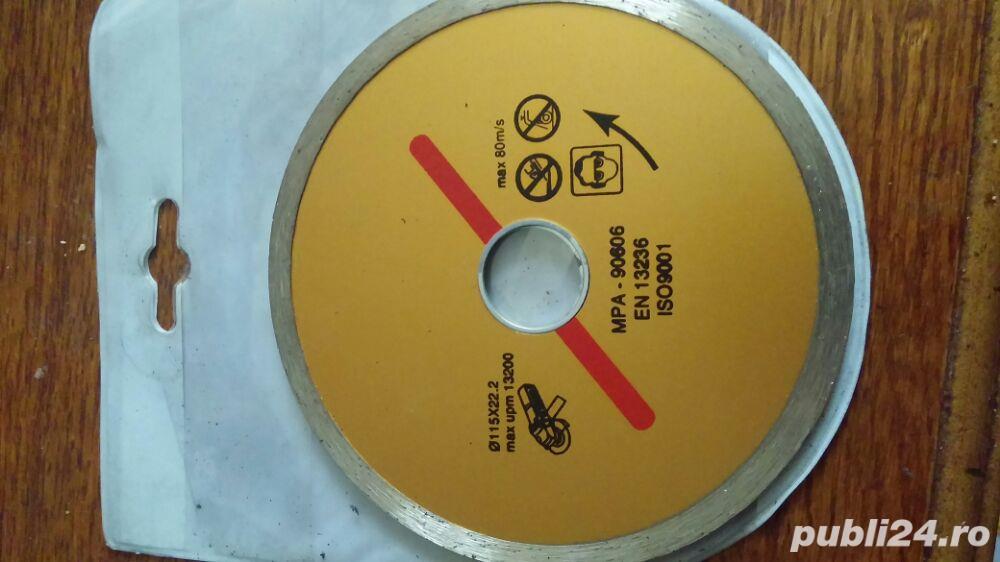 max 80m/s
MPA - 90606
EN 13236
ISO9001
Ø115X22.2
max upm 13200
publi24.ro